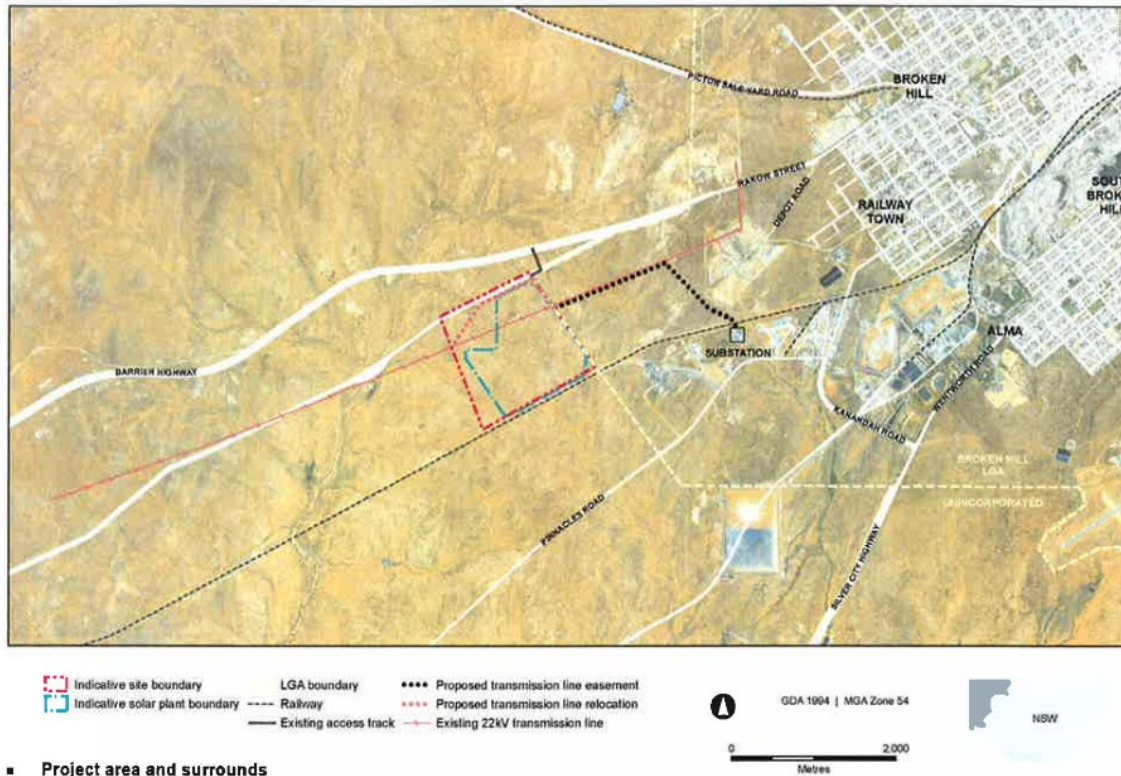 BROKEN
HILL
PICTON SALE YARD ROAD
RAKOW STREET
DEPOT ROAD
RAILWAY
TOWN
SOUTH
BROKE
HILL
BARRIER HIGHWAY
SUBSTATION
ALMA
KANANDAH ROAD
WENTWORTH ROAD
BROKEN HILL
LGA
UNINCORPORATED
PINNACLES ROAD
SILVER CITY HIGHWAY
Indicative site boundary
Indicative solar plant boundary
LGA boundary
Railway
Existing access track
Proposed transmission line easement
Proposed transmission line relocation
Existing 22kV transmission line
GDA 1994 | MGA Zone 54
0 2,000
Metres
NSW
▪ Project area and surrounds